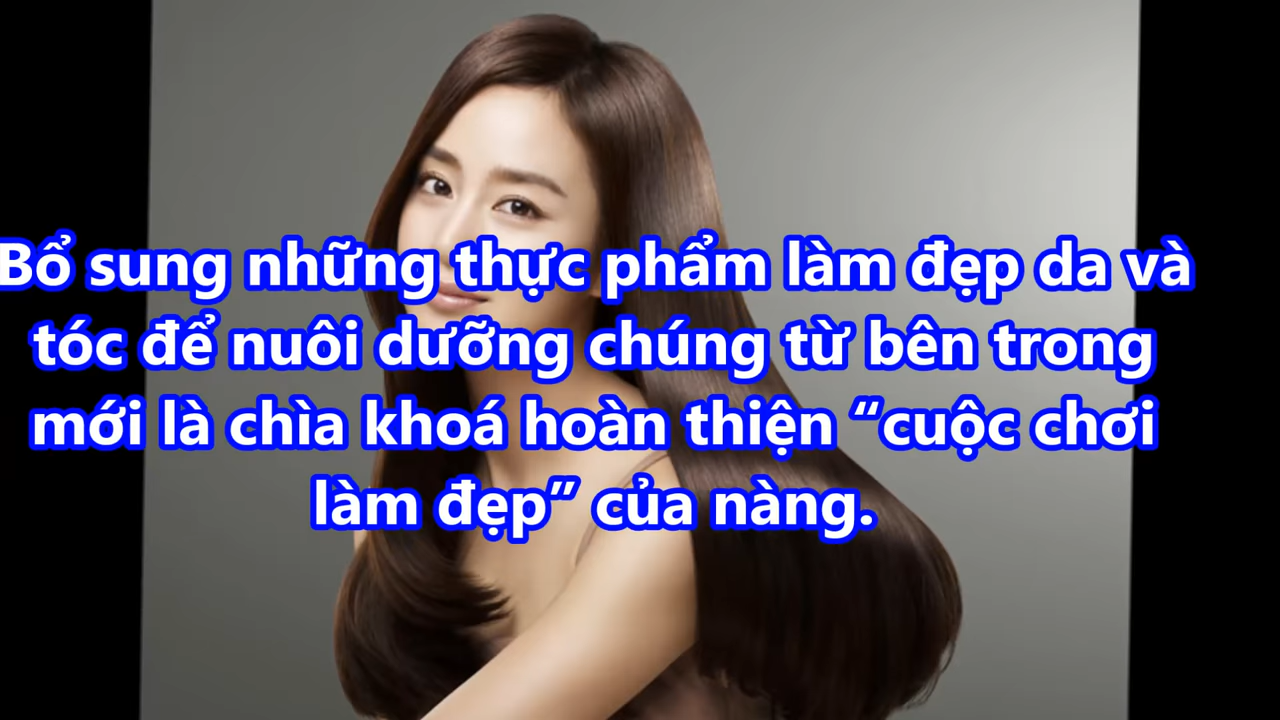 Bổ sung những thực phẩm làm đẹp da và
tóc để nuôi dưỡng chúng từ bên trong
mới là chìa khoá hoàn thiện “cuộc chơi
làm đẹp” của nàng.